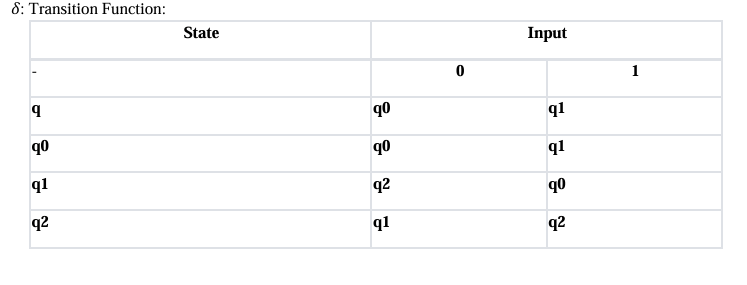 δ: Transition Function:
State Input
- 0 1
q q0 q1
q0 q0 q1
q1 q2 q0
q2 q1 q2